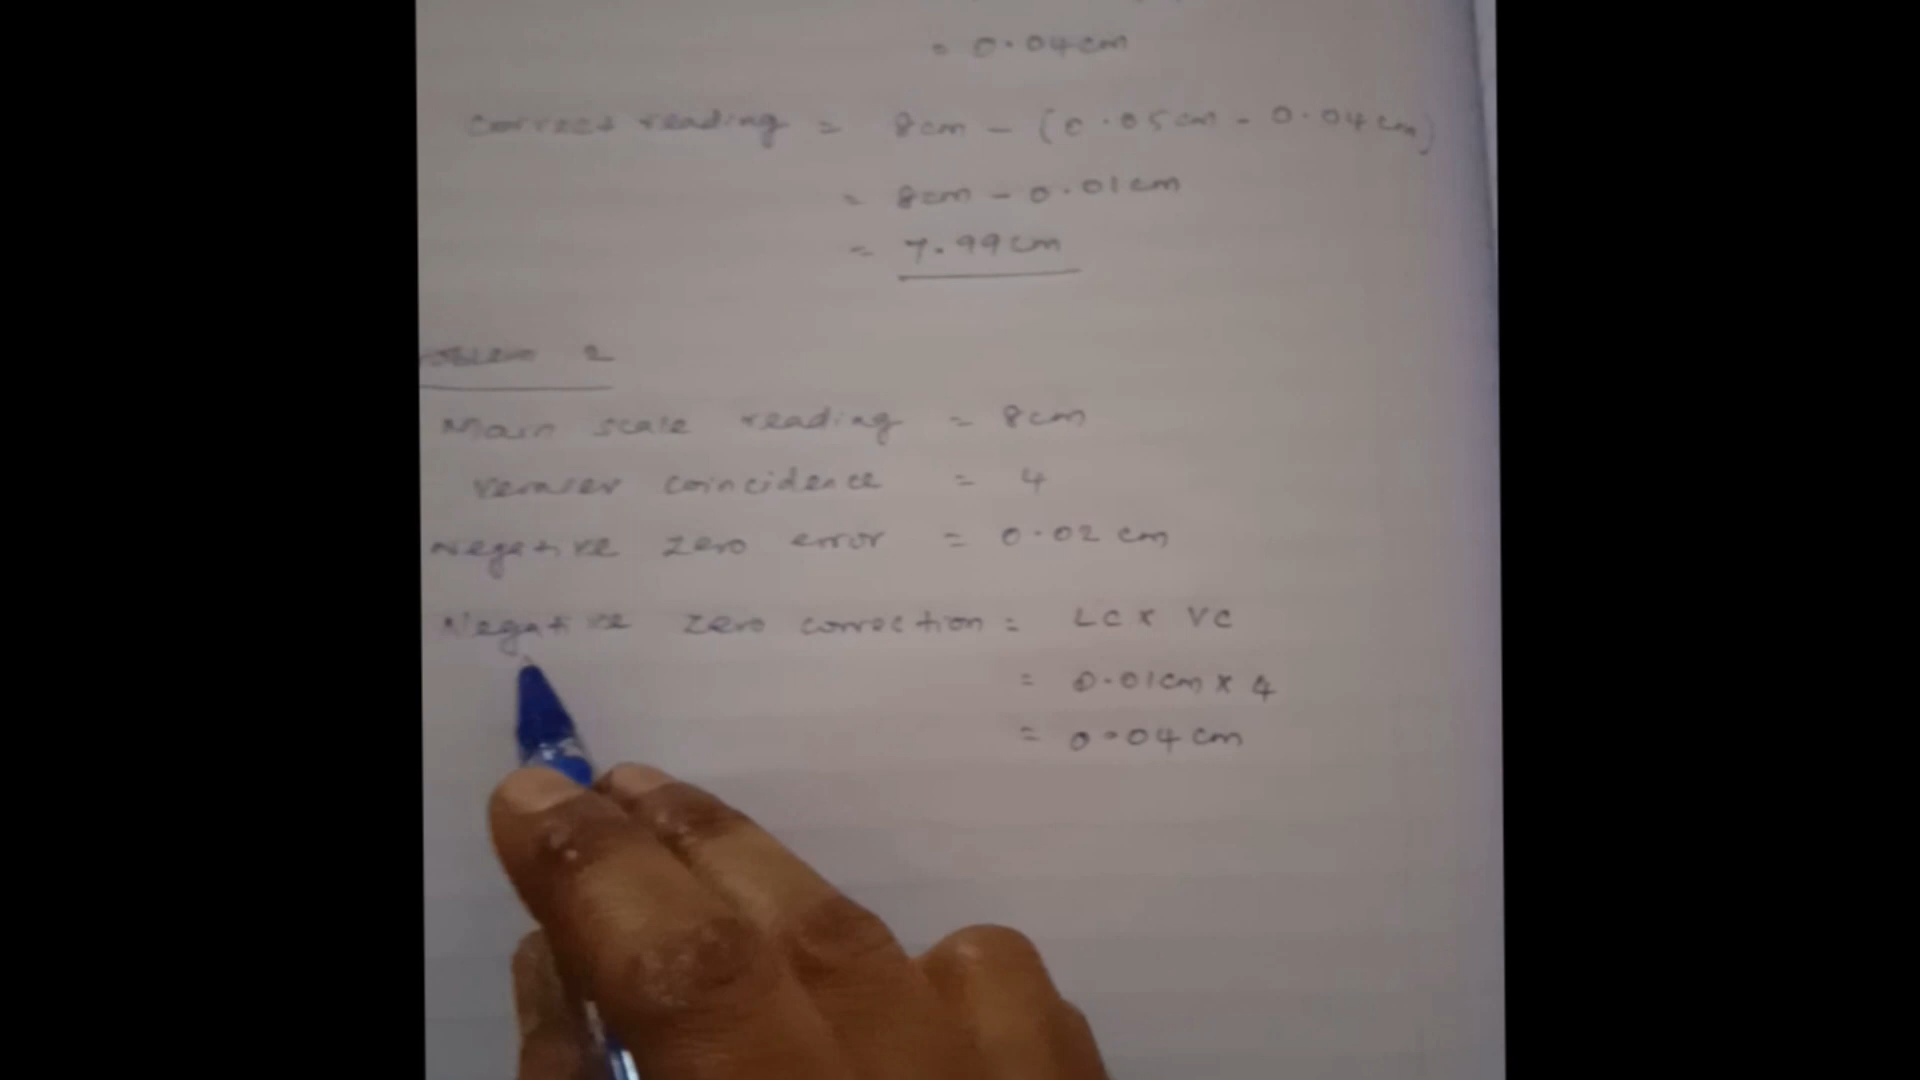 = 0.04cm
correct reading = 8cm - (0.05cm - 0.04cm)
= 8cm - 0.01cm
= 7.99cm
oblem 2
Main scale reading = 8cm
vernier coincidence = 4
Negative zero error = 0.02 cm
Negative zero correction = LC x VC
= 0.01cm x 4
= 0.04 cm